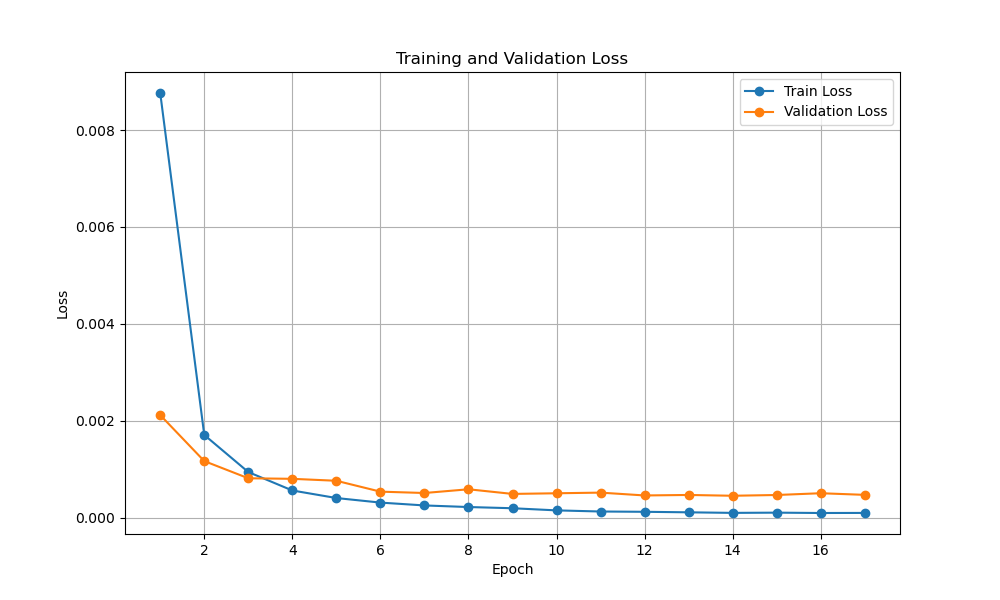 Training and Validation Loss
Train Loss
Validation Loss
0.008
0.006
0.004
0.002
0.000
Loss
2 4 6 8 10 12 14 16
Epoch